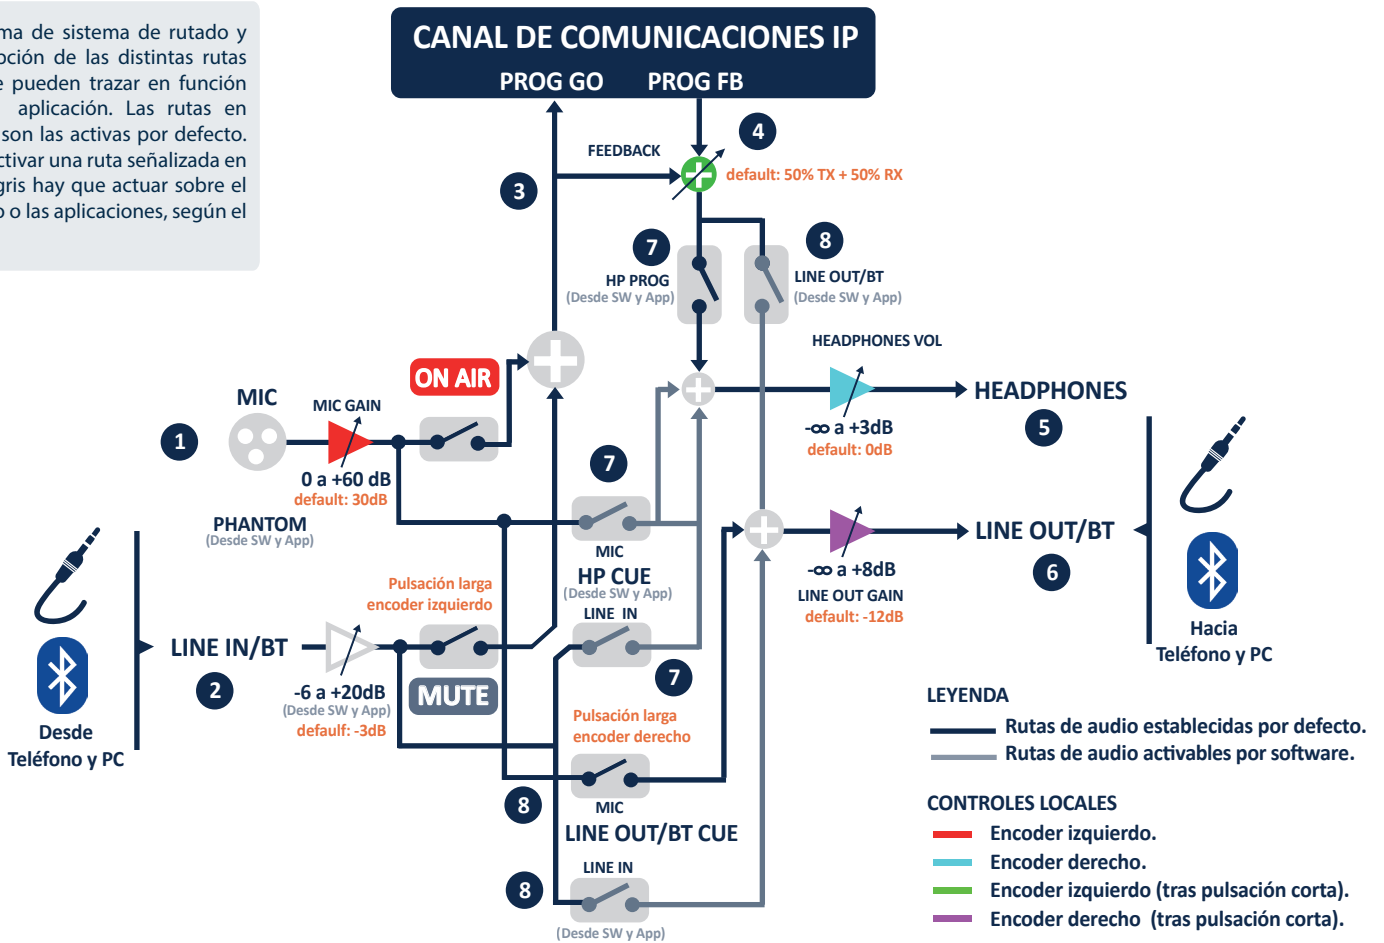 ma de sistema de rutado y
pción de las distintas rutas
e pueden trazar en función
aplicación. Las rutas en
son las activas por defecto.
ctivar una ruta señalizada en
gris hay que actuar sobre el
o o las aplicaciones, según el
CANAL DE COMUNICACIONES IP
PROG GO PROG FB
4
FEEDBACK
default: 50% TX + 50% RX
3
7
8
HP PROG
(Desde SW y App)
LINE OUT/BT
(Desde SW y App)
HEADPHONES VOL
ON AIR
MIC
MIC GAIN
1
0 a +60 dB
default: 30dB
HEADPHONES
5
-∞ a +3dB
default: 0dB
7
PHANTOM
(Desde SW y App)
MIC
HP CUE
(Desde SW y App)
LINE IN
7
LINE OUT/BT
6
-∞ a +8dB
LINE OUT GAIN
default: -12dB
Hacia
Teléfono y PC
Pulsación larga
encoder izquierdo
LINE IN/BT
2
-6 a +20dB
(Desde SW y App)
defaulf: -3dB
MUTE
Desde
Teléfono y PC
Pulsación larga
encoder derecho
8
MIC
LINE OUT/BT CUE
LINE IN
8
(Desde SW y App)
LEYENDA
Rutas de audio establecidas por defecto.
Rutas de audio activables por software.
CONTROLES LOCALES
Encoder izquierdo.
Encoder derecho.
Encoder izquierdo (tras pulsación corta).
Encoder derecho (tras pulsación corta).